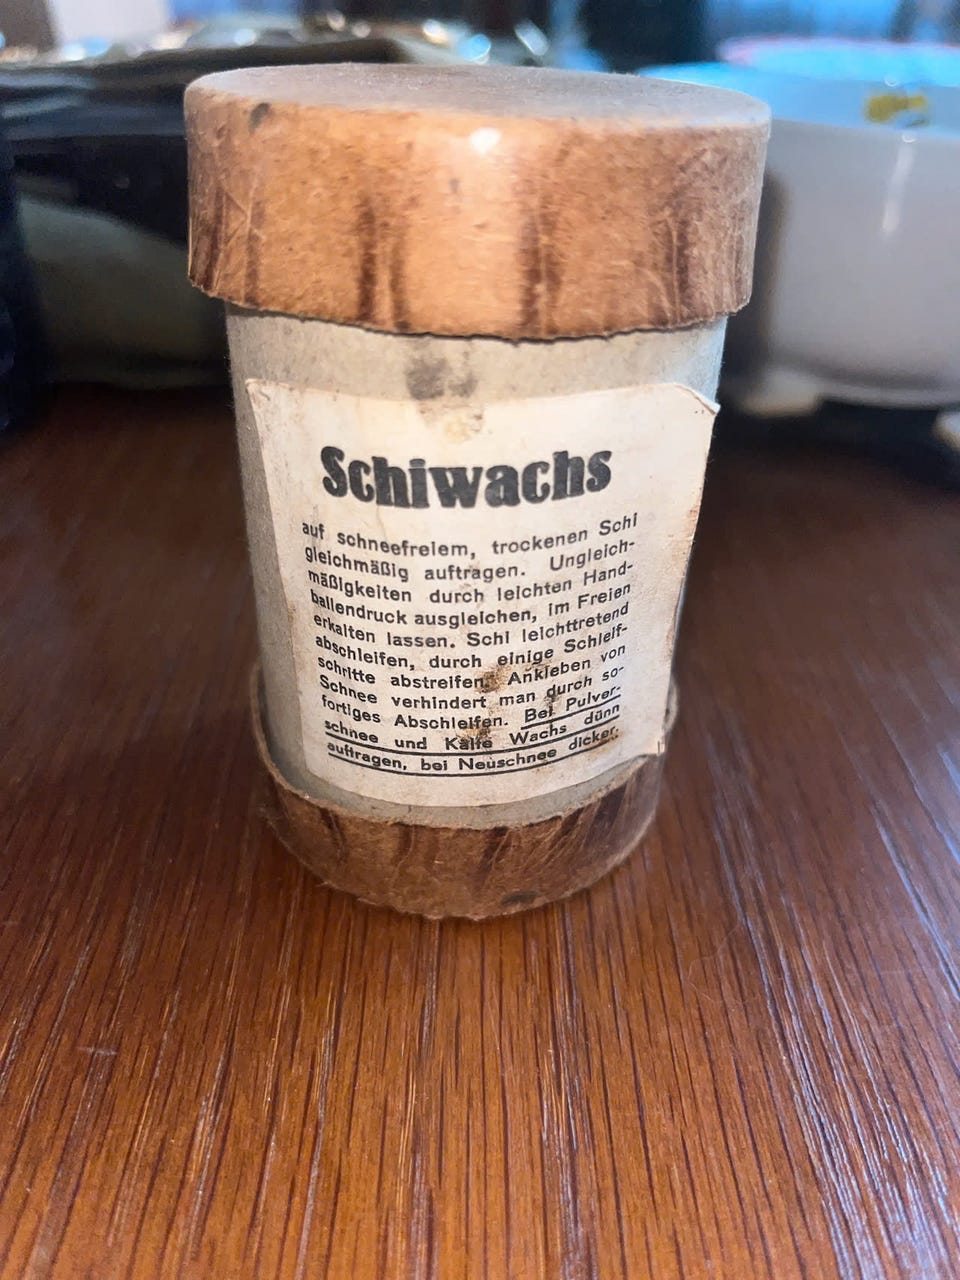 Schiwachs
auf schneefreiem, trockenen Schi
gleichmäßig auftragen. Ungleich-
mäßigkeiten durch leichten Hand-
ballendruck ausgleichen, im Freien
erkalten lassen. Schi leichttretend
abschleifen, durch einige Schleif-
schritte abstreifen. Ankleben von
Schnee verhindert man durch so-
fortiges Abschleifen. Bei Pulver-
schnee und Kälte Wachs dünn
auftragen, bei Neuschnee dicker.